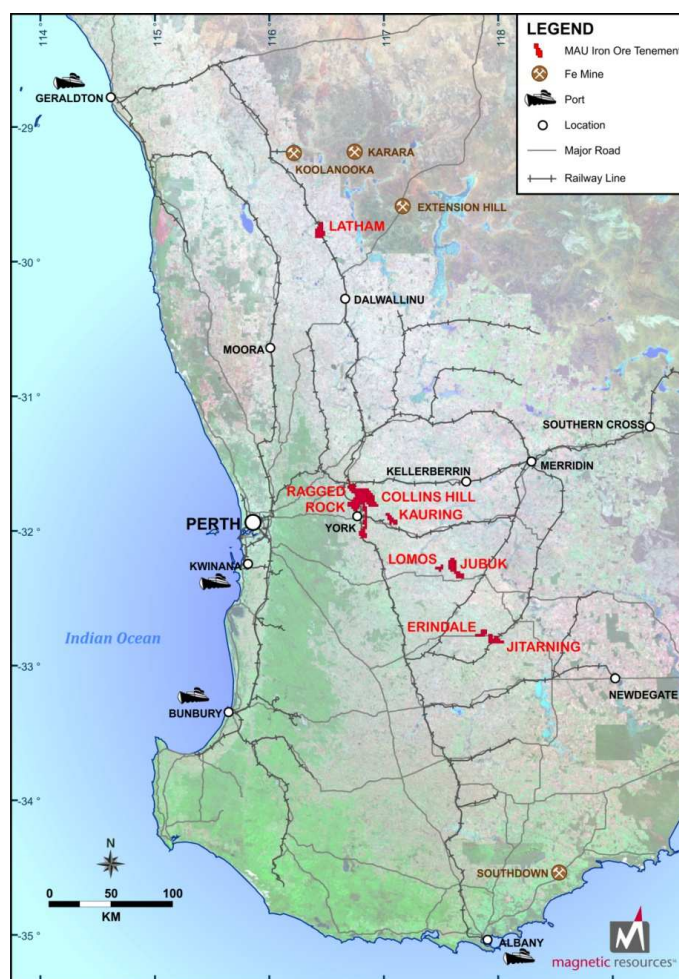 114
115
116
117
118
LEGEND
MAU Iron Ore Tenement
Fe Mine
Port
Location
Major Road
Railway Line
GERALDTON
-29 °
KARARA
KOOLANOOKA
EXTENSION HILL
LATHAM
-30 °
DALWALLINU
MOORA
-31 °
SOUTHERN CROSS
MERRIDIN
KELLERBERRIN
RAGGED
ROCK
COLLINS HILL
KAURING
YORK
PERTH
-32 °
LOMOS
JUBUK
KWINANA
ERINDALE
JITARNING
Indian Ocean
-33 °
NEWDEGATE
BUNBURY
-34 °
N
0 50 100
KM
SOUTHDOWN
ALBANY
-35 °
M
magnetic resources